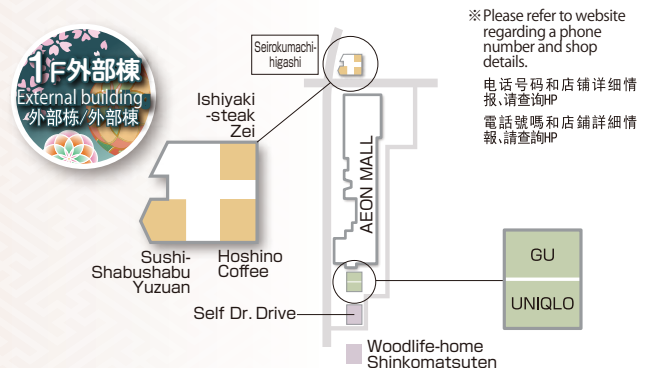 1F外部棟
External building
外部栋/外部棟
Seirokumachi-
higashi
※Please refer to website
regarding a phone
number and shop
details.
电话号码和店铺详细情
报、请查询HP
電話號嗎和店鋪詳細情
報、請查詢HP
Ishiyaki
-steak
Zei
AEON MALL
Sushi-
Shabushabu
Yuzuan
Hoshino
Coffee
GU
UNIQLO
Self Dr. Drive
Woodlife-home
Shinkomatsuten